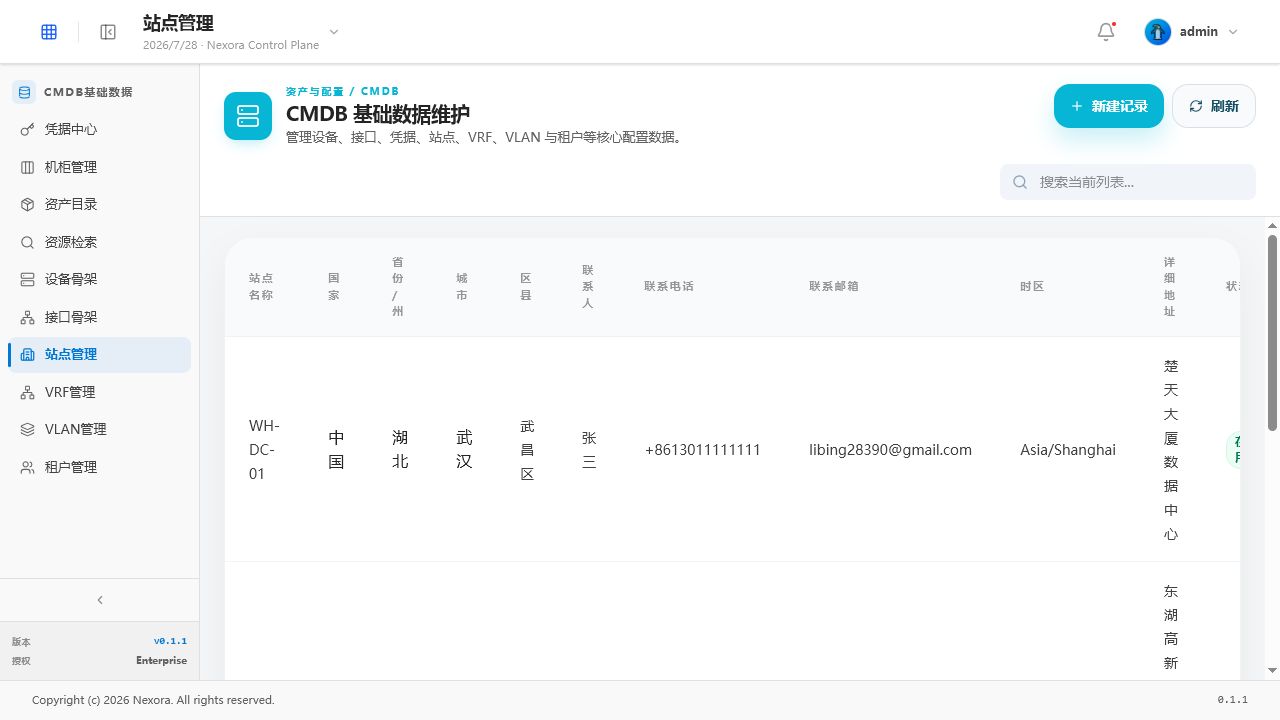 站点管理
2026/7/28 · Nexora Control Plane
admin
CMDB基础数据
凭据中心
机柜管理
资产目录
资源检索
设备骨架
接口骨架
站点管理
VRF管理
VLAN管理
租户管理
版本 v0.1.1
授权 Enterprise
资产与配置 / CMDB
CMDB 基础数据维护
管理设备、接口、凭据、站点、VRF、VLAN 与租户等核心配置数据。
新建记录
刷新
搜索当前列表...
站点名称 国家 省份/州 城市 区县 联系人 联系电话 联系邮箱 时区 详细地址
WH-DC-01 中国 湖北 武汉 武昌区 张三 +8613011111111 libing28390@gmail.com Asia/Shanghai 楚天大厦数据中心
东湖高新
Copyright (c) 2026 Nexora. All rights reserved.
0.1.1